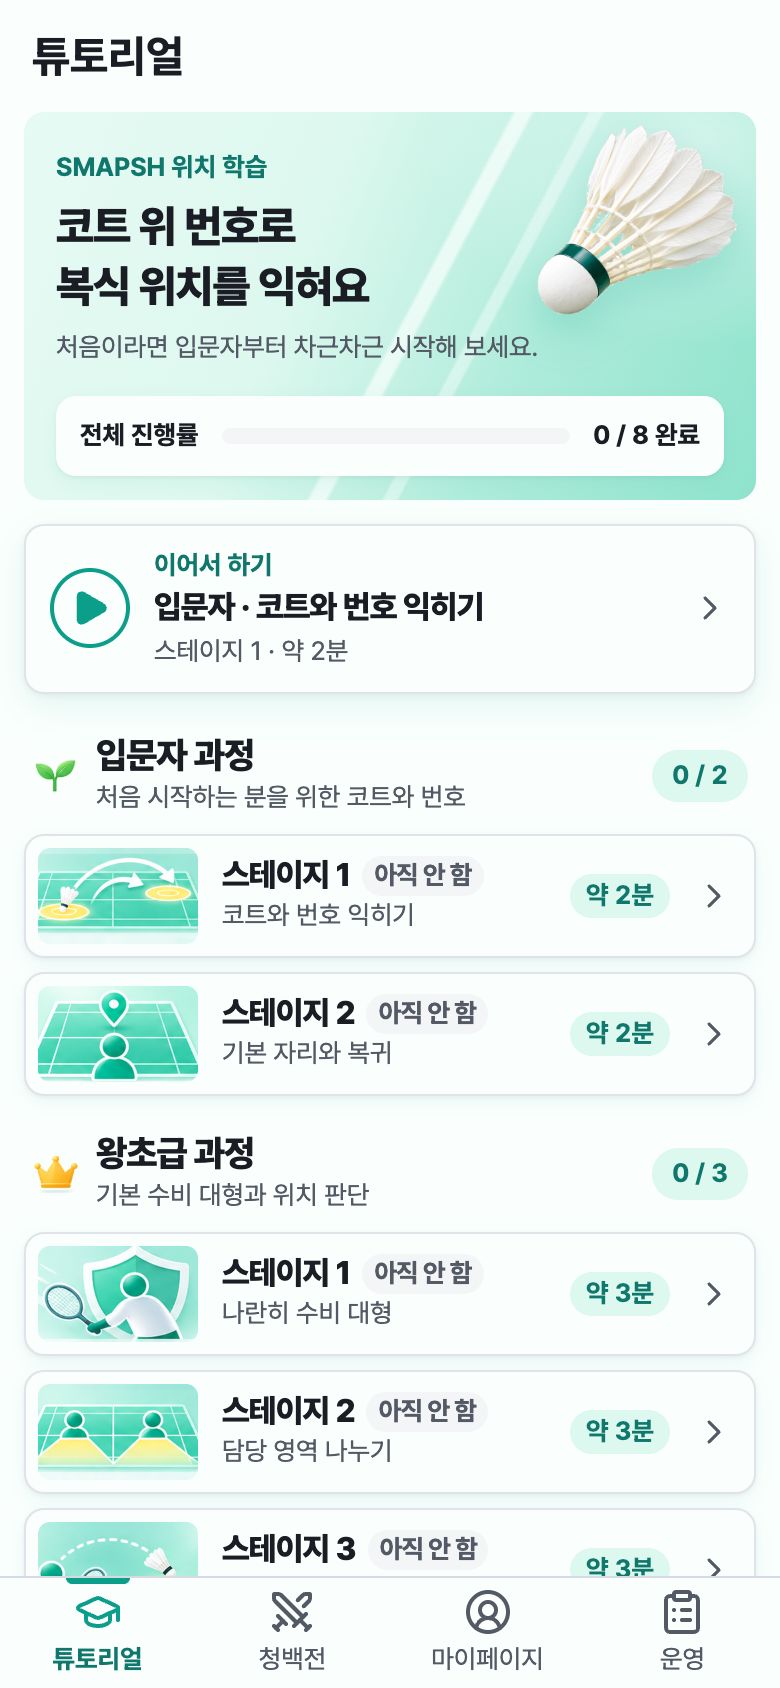 튜토리얼
SMAPSH 위치 학습
코트 위 번호로
복식 위치를 익혀요
처음이라면 입문자부터 차근차근 시작해 보세요.
전체 진행률 0 / 8 완료
이어서 하기
입문자 · 코트와 번호 익히기
스테이지 1 · 약 2분
입문자 과정
처음 시작하는 분을 위한 코트와 번호
0 / 2
스테이지 1 아직 안 함
코트와 번호 익히기
약 2분
스테이지 2 아직 안 함
기본 자리와 복귀
약 2분
왕초급 과정
기본 수비 대형과 위치 판단
0 / 3
스테이지 1 아직 안 함
나란히 수비 대형
약 3분
스테이지 2 아직 안 함
담당 영역 나누기
약 3분
스테이지 3 아직 안 함
약 3분
튜토리얼 청백전 마이페이지 운영